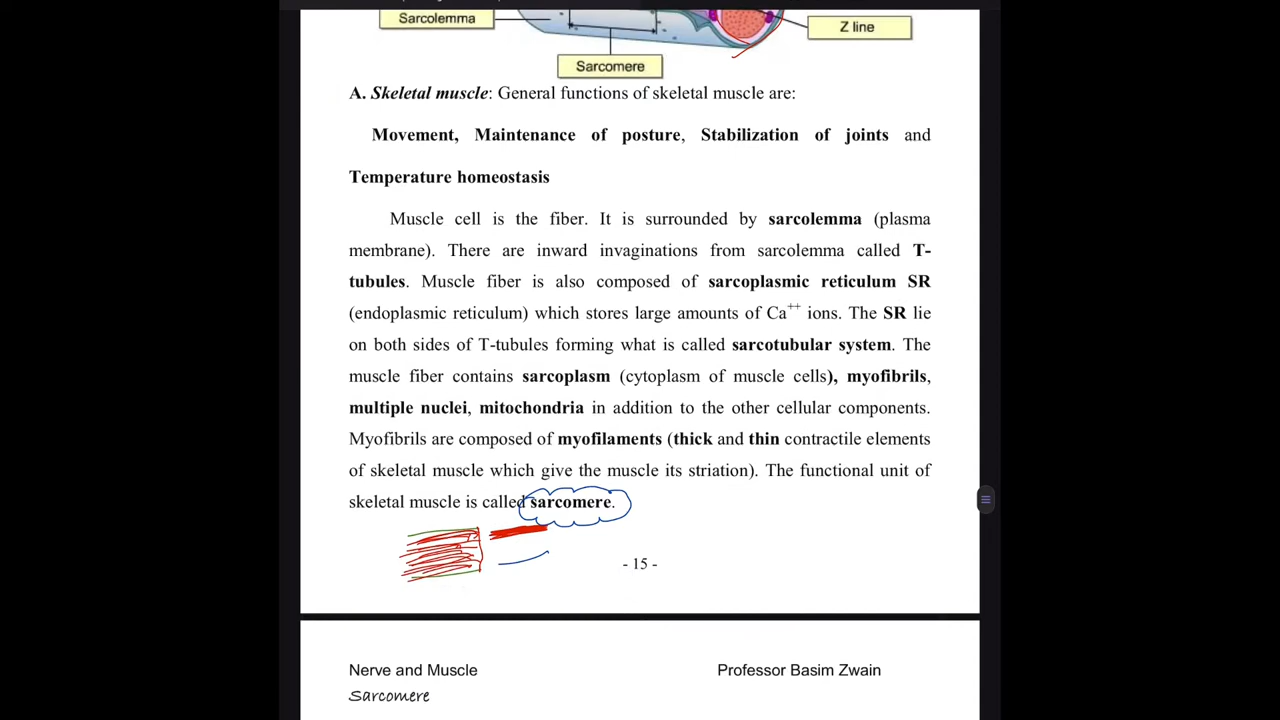 Sarcolemma
Z line
Sarcomere
A. Skeletal muscle: General functions of skeletal muscle are:
Movement, Maintenance of posture, Stabilization of joints and
Temperature homeostasis
Muscle cell is the fiber. It is surrounded by sarcolemma (plasma
membrane). There are inward invaginations from sarcolemma called T-
tubules. Muscle fiber is also composed of sarcoplasmic reticulum SR
(endoplasmic reticulum) which stores large amounts of Ca++ ions. The SR lie
on both sides of T-tubules forming what is called sarcotubular system. The
muscle fiber contains sarcoplasm (cytoplasm of muscle cells), myofibrils,
multiple nuclei, mitochondria in addition to the other cellular components.
Myofibrils are composed of myofilaments (thick and thin contractile elements
of skeletal muscle which give the muscle its striation). The functional unit of
skeletal muscle is called sarcomere.
- 15 -
Nerve and Muscle Professor Basim Zwain
Sarcomere